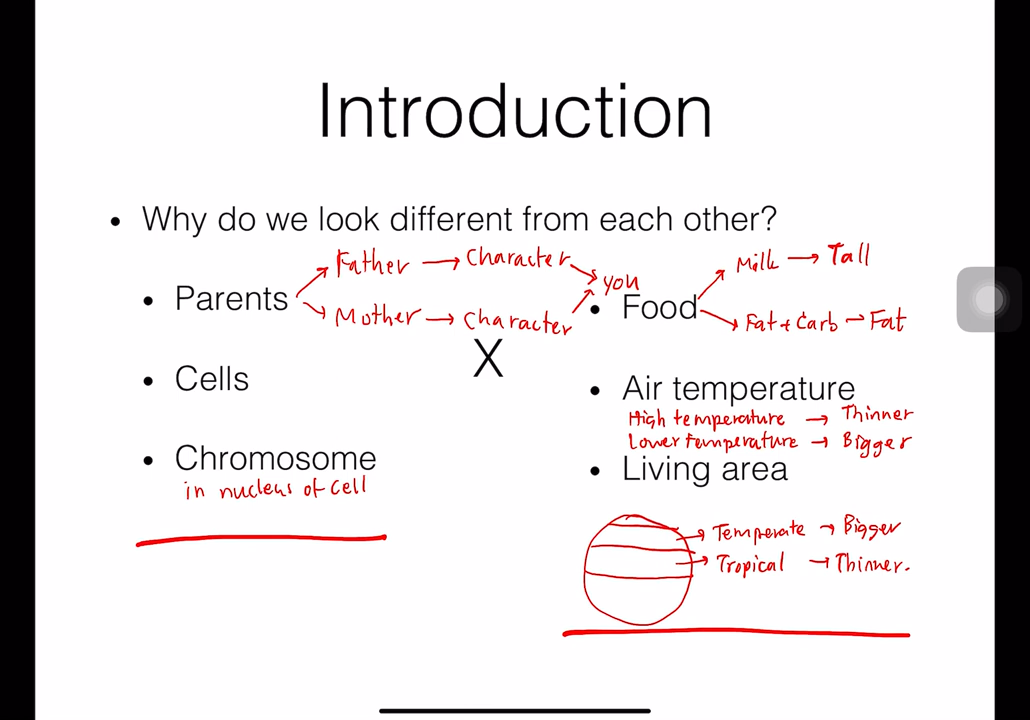 Introduction
• Why do we look different from each other?
• Parents
Father → Character
Mother → Character
you
• Cells
• Chromosome
in nucleus of cell
X
• Food
Milk → Tall
Fat + Carb → Fat
• Air temperature
High temperature → Thinner
Lower temperature → Bigger
• Living area
Temperate → Bigger
Tropical → Thinner.